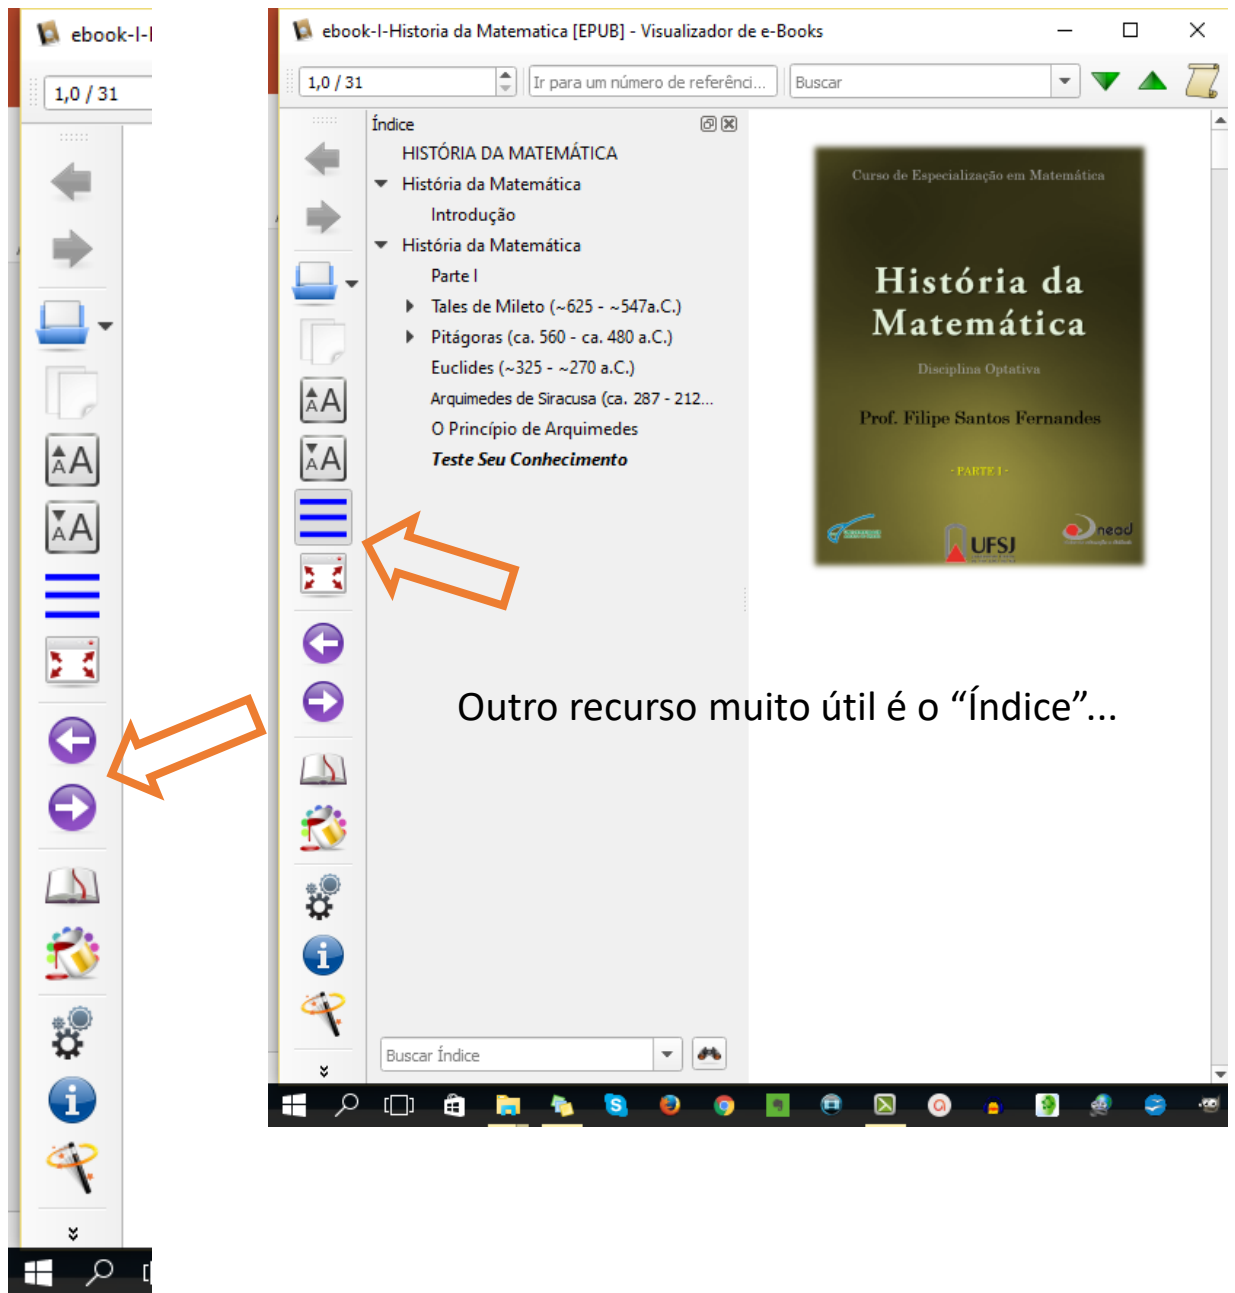 ebook-I-
1,0 / 31
ebook-I-Historia da Matematica [EPUB] - Visualizador de e-Books
1,0 / 31
Ir para um número de referênci...
Buscar
Índice
HISTÓRIA DA MATEMÁTICA
História da Matemática
Introdução
História da Matemática
Parte I
Tales de Mileto (~625 - ~547a.C.)
Pitágoras (ca. 560 - ca. 480 a.C.)
Euclides (~325 - ~270 a.C.)
Arquimedes de Siracusa (ca. 287 - 212...
O Princípio de Arquimedes
Teste Seu Conhecimento
Curso de Especialização em Matemática
História da
Matemática
Disciplina Optativa
Prof. Filipe Santos Fernandes
- PARTE I -
UFSJ
nead
Outro recurso muito útil é o “Índice”...
Buscar Índice